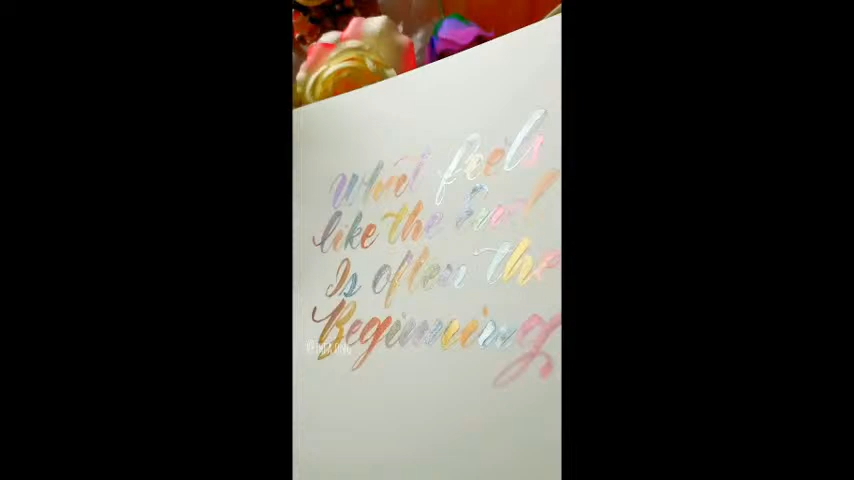 What feels
like the End
Is often the
Beginning